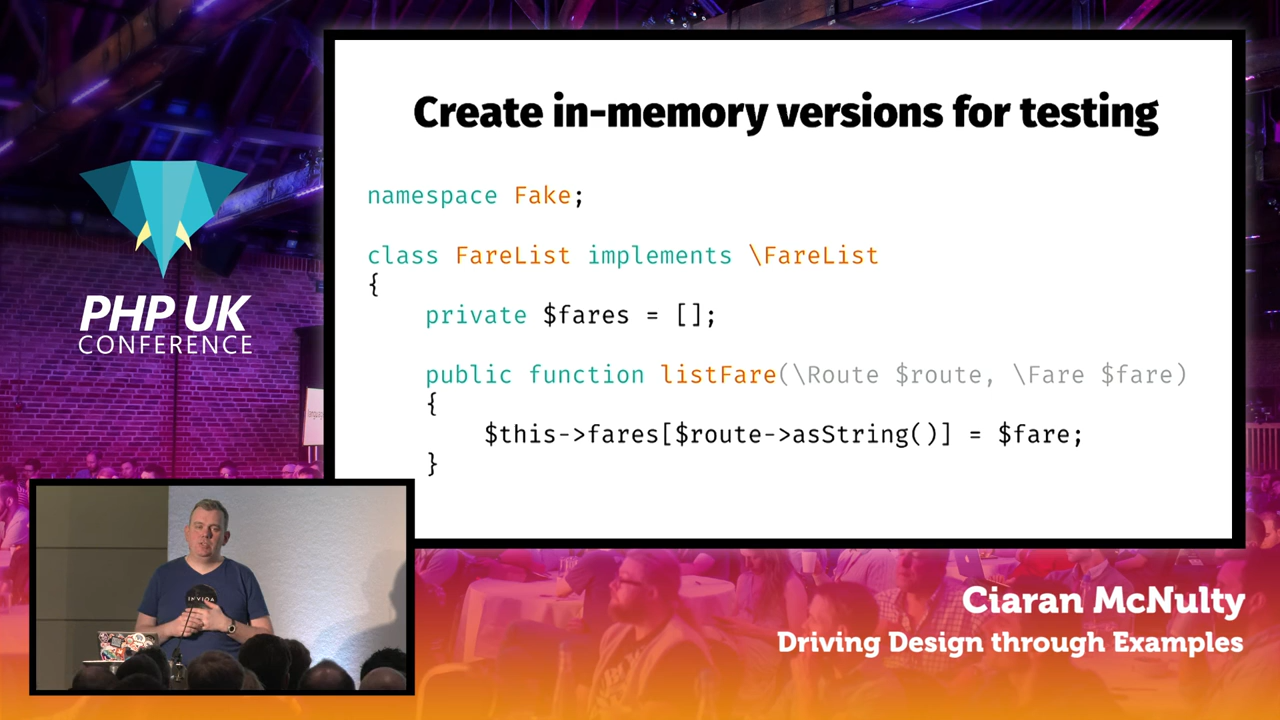 Create in-memory versions for testing
namespace Fake;
class FareList implements \FareList
{
private $fares = [];
public function listFare(\Route $route, \Fare $fare)
{
$this->fares[$route->asString()] = $fare;
}
PHP UK
CONFERENCE
INVIQA
Ciaran McNulty
Driving Design through Examples